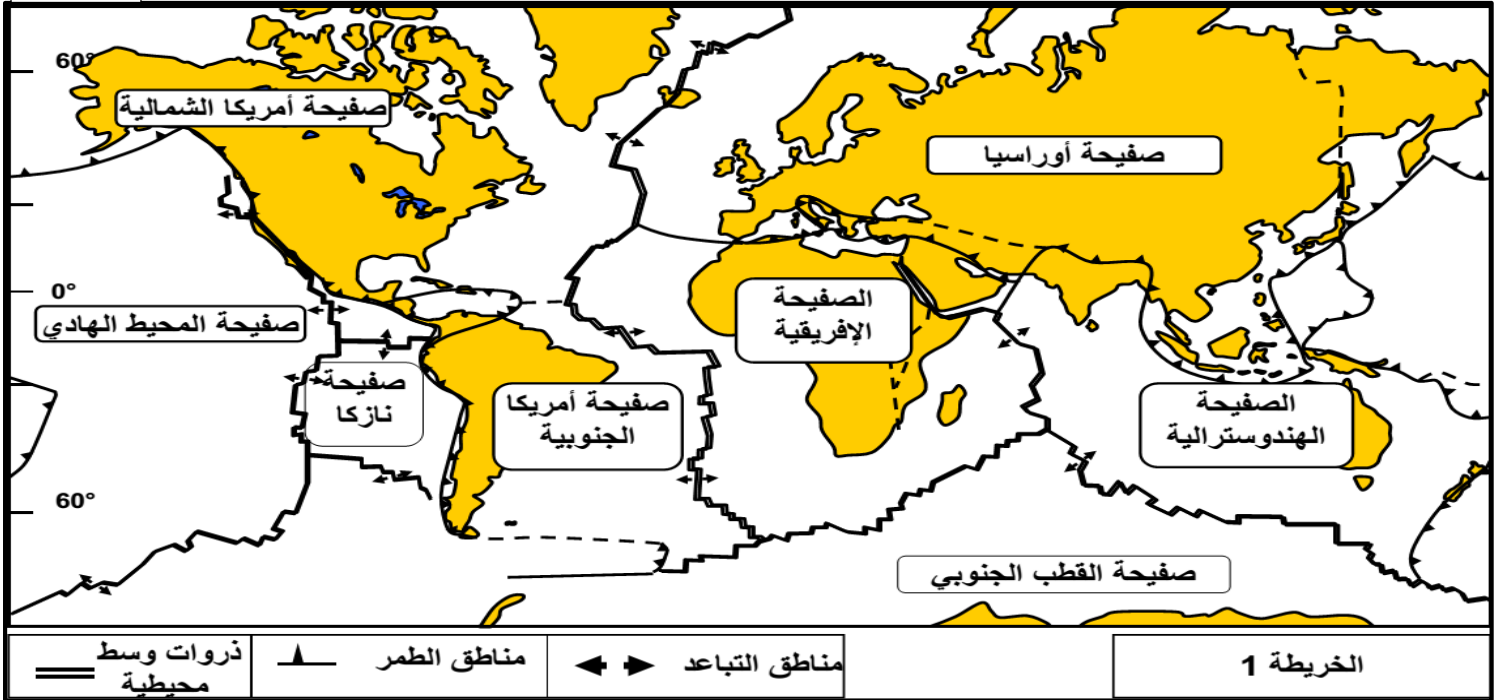 60°
صفيحة أمريكا الشمالية
صفيحة أوراسيا
0°
صفيحة المحيط الهادي
الصفيحة
الإفريقية
صفيحة
نازكا
صفيحة أمريكا
الجنوبية
الصفيحة
الهندوسترالية
60°
صفيحة القطب الجنوبي
الخريطة 1
مناطق التباعد
مناطق الطمر
ذروات وسط
محيطية